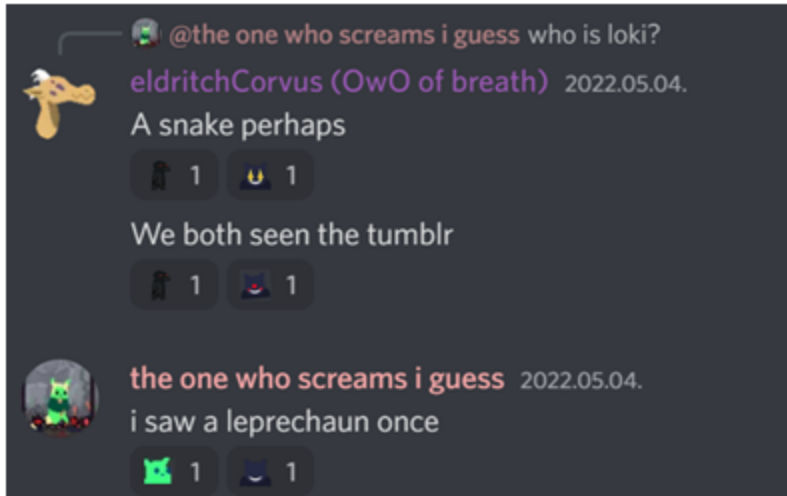 @the one who screams i guess who is loki?
eldritchCorvus (OwO of breath) 2022.05.04.
A snake perhaps
1 1
We both seen the tumblr
1 1
the one who screams i guess 2022.05.04.
i saw a leprechaun once
1 1